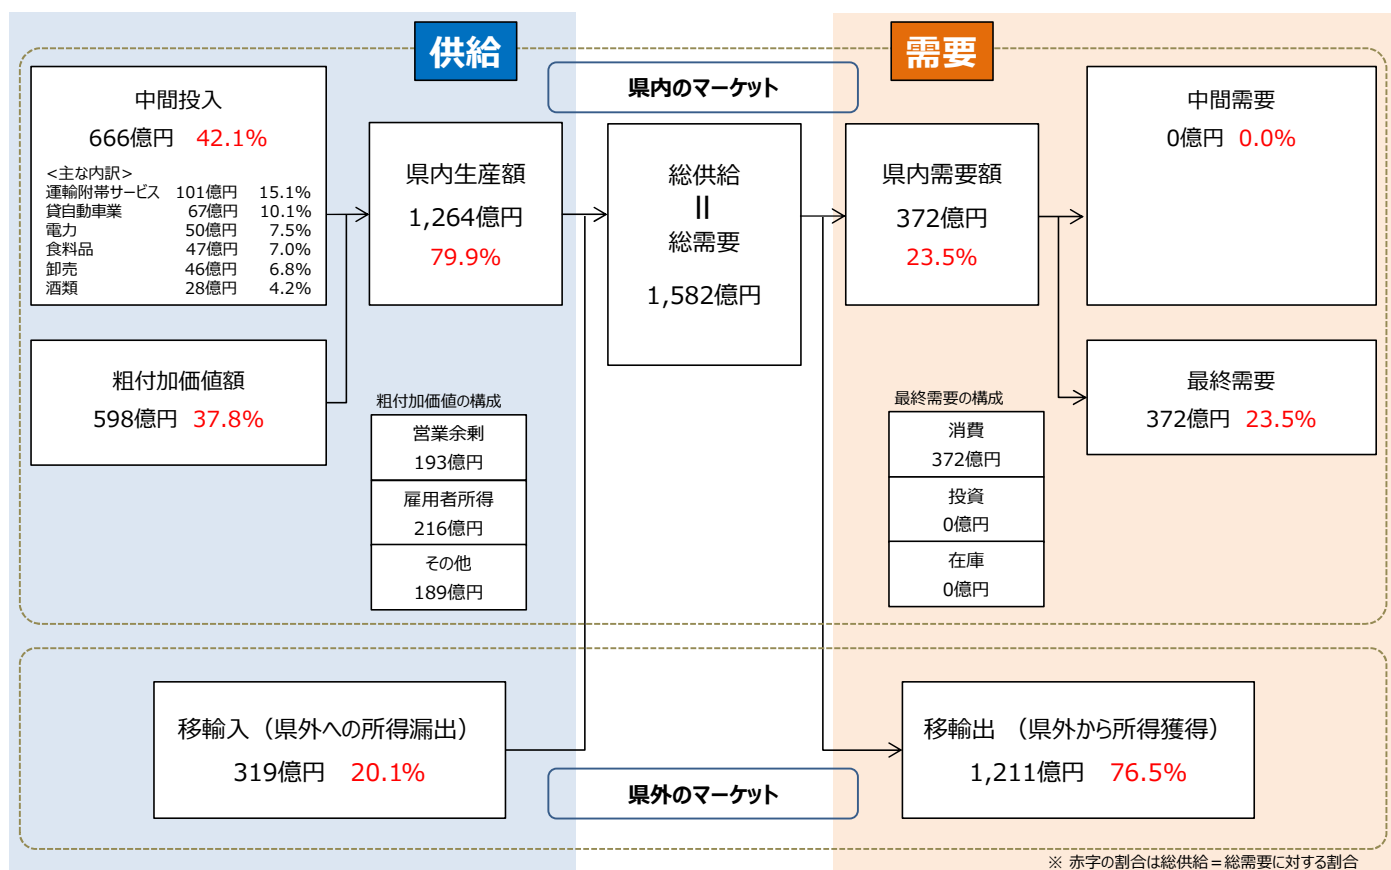 供給
需要
県内のマーケット
中間投入
666億円 42.1%
<主な内訳>
運輸附帯サービス 101億円 15.1%
貸自動車業 67億円 10.1%
電力 50億円 7.5%
食料品 47億円 7.0%
卸売 46億円 6.8%
酒類 28億円 4.2%
粗付加価値額
598億円 37.8%
県内生産額
1,264億円
79.9%
粗付加価値の構成
営業余剰
193億円
雇用者所得
216億円
その他
189億円
総供給
||
総需要
1,582億円
県内需要額
372億円
23.5%
最終需要の構成
消費
372億円
投資
0億円
在庫
0億円
中間需要
0億円 0.0%
最終需要
372億円 23.5%
移輸入（県外への所得漏出）
319億円 20.1%
県外のマーケット
移輸出 （県外から所得獲得）
1,211億円 76.5%
※ 赤字の割合は総供給＝総需要に対する割合